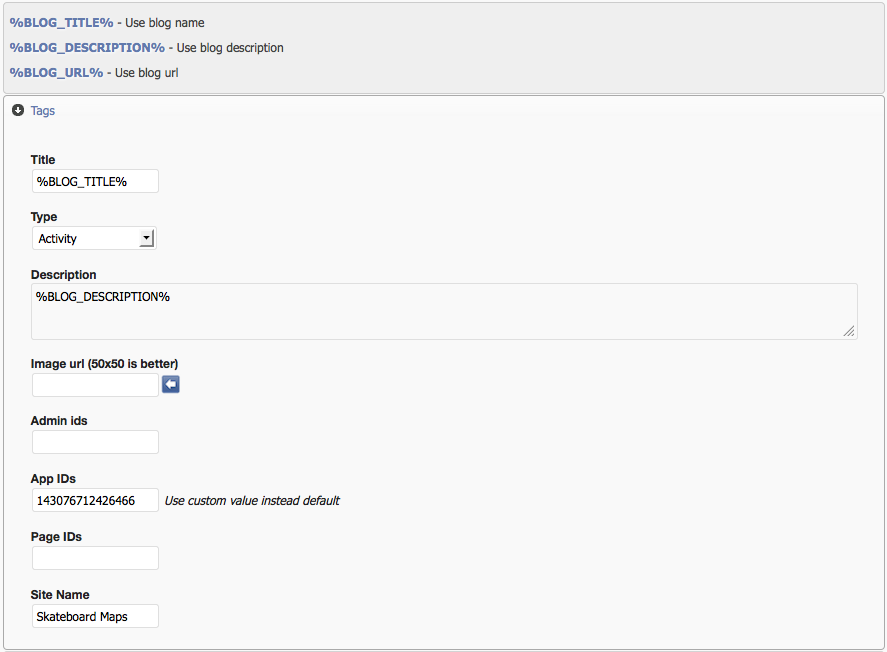 %BLOG_TITLE% - Use blog name
%BLOG_DESCRIPTION% - Use blog description
%BLOG_URL% - Use blog url
Tags
Title
%BLOG_TITLE%
Type
Activity
Description
%BLOG_DESCRIPTION%
Image url (50x50 is better)
Admin ids
App IDs
143076712426466 Use custom value instead default
Page IDs
Site Name
Skateboard Maps